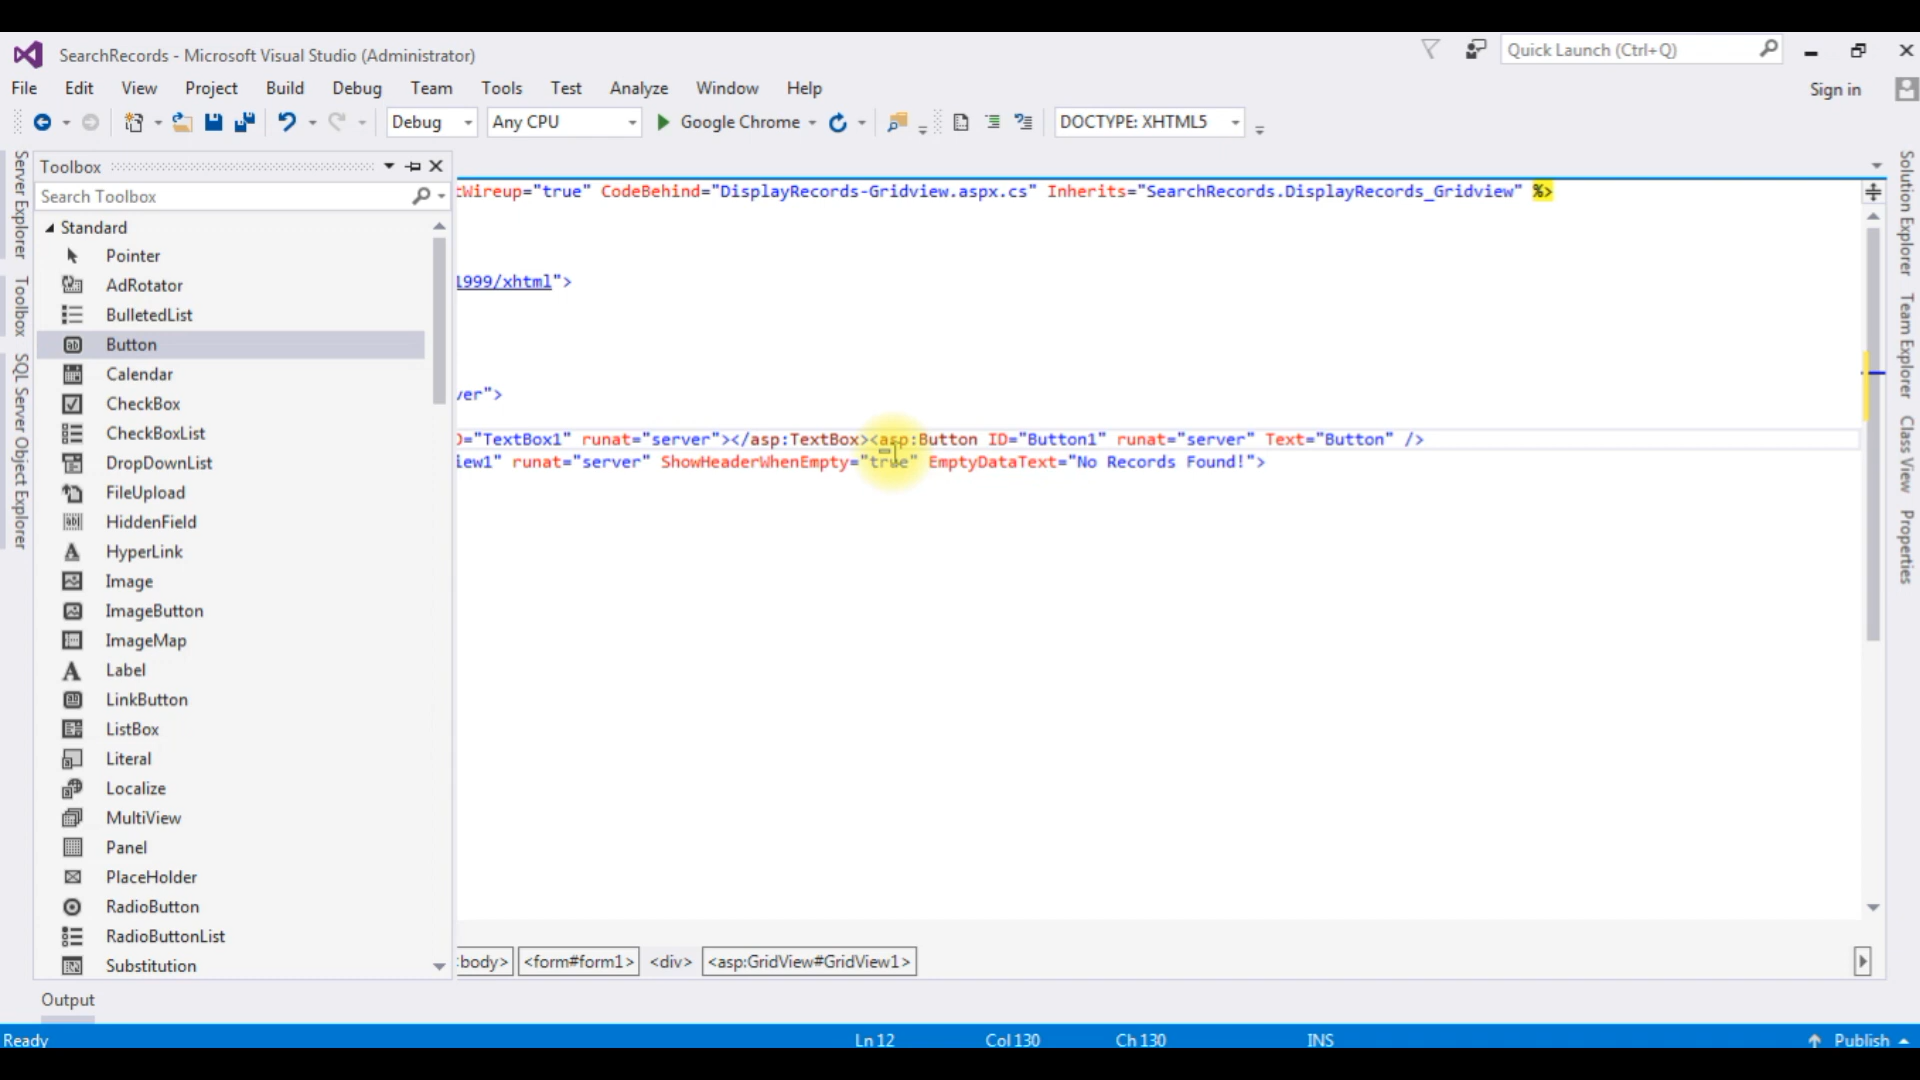 SearchRecords - Microsoft Visual Studio (Administrator)
Quick Launch (Ctrl+Q)
File Edit View Project Build Debug Team Tools Test Analyze Window Help
Sign in
Debug Any CPU Google Chrome DOCTYPE: XHTML5
Server Explorer
Toolbox
SQL Server Object Explorer
Toolbox
Search Toolbox
Standard
Pointer
AdRotator
BulletedList
Button
Calendar
CheckBox
CheckBoxList
DropDownList
FileUpload
HiddenField
HyperLink
Image
ImageButton
ImageMap
Label
LinkButton
ListBox
Literal
Localize
MultiView
Panel
PlaceHolder
RadioButton
RadioButtonList
Substitution
tWireup="true" CodeBehind="DisplayRecords-Gridview.aspx.cs" Inherits="SearchRecords.DisplayRecords_Gridview" %>
1999/xhtml">
ver">
D="TextBox1" runat="server"></asp:TextBox><asp:Button ID="Button1" runat="server" Text="Button" />
iew1" runat="server" ShowHeaderWhenEmpty="true" EmptyDataText="No Records Found!">
body> <form#form1> <div> <asp:GridView#GridView1>
Solution Explorer
Team Explorer
Class View
Properties
Output
Ready Ln 12 Col 130 Ch 130 INS Publish